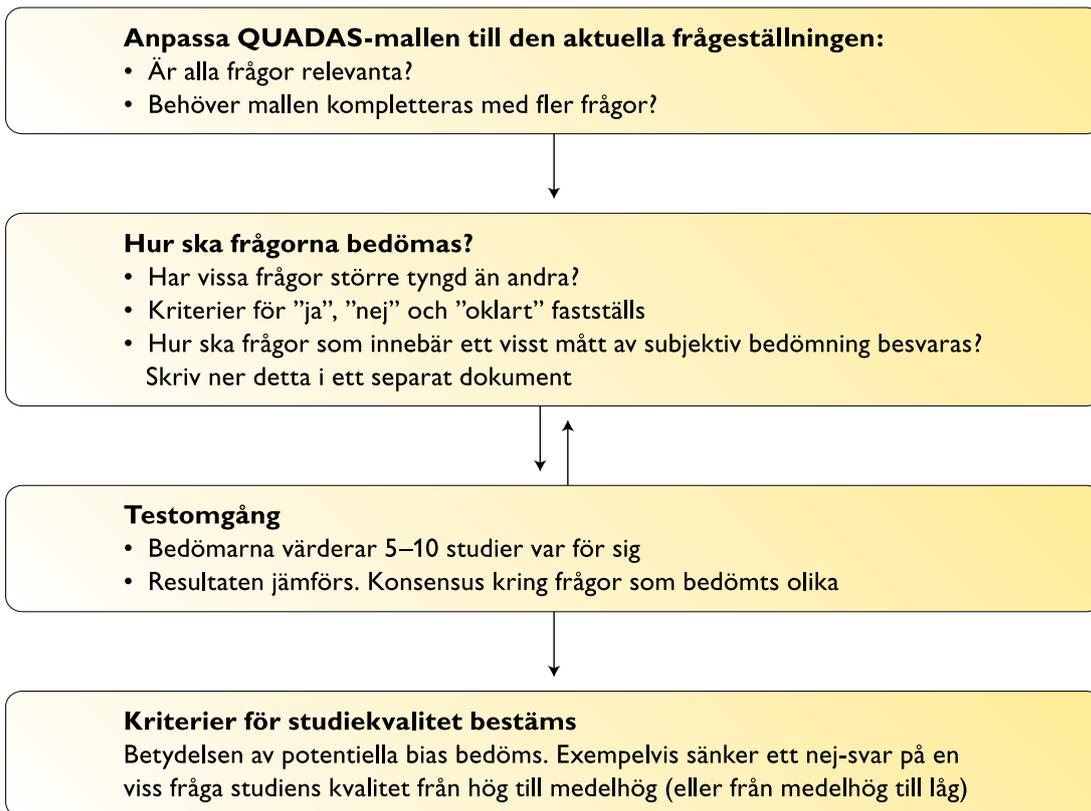 Anpassa QUADAS-mallen till den aktuella frågeställningen:
• Är alla frågor relevanta?
• Behöver mallen kompletteras med fler frågor?
Hur ska frågorna bedömas?
• Har vissa frågor större tyngd än andra?
• Kriterier för ”ja”, ”nej” och ”oklart” fastställs
• Hur ska frågor som innebär ett visst mått av subjektiv bedömning besvaras?
Skriv ner detta i ett separat dokument
Testomgång
• Bedömarna värderar 5–10 studier var för sig
• Resultaten jämförs. Konsensus kring frågor som bedömts olika
Kriterier för studiekvalitet bestäms
Betydelsen av potentiella bias bedöms. Exempelvis sänker ett nej-svar på en
viss fråga studiens kvalitet från hög till medelhög (eller från medelhög till låg)